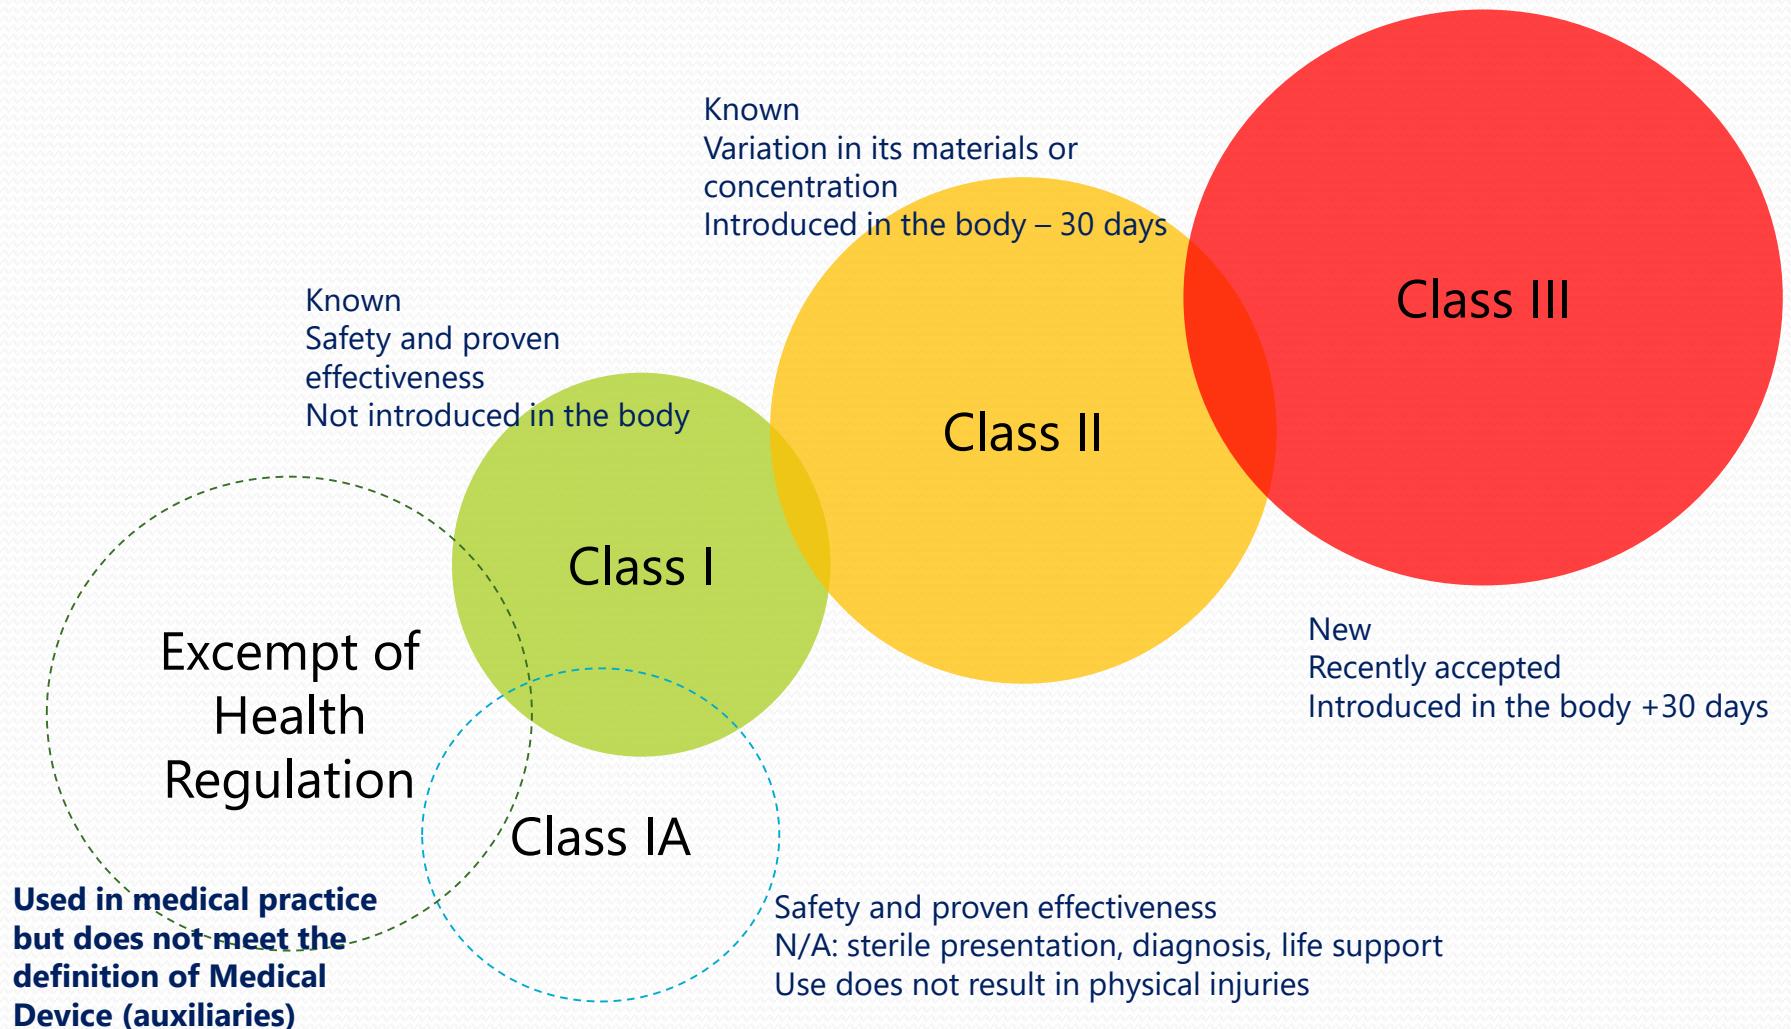 Known
Variation in its materials or
concentration
Introduced in the body – 30 days
Class III
Known
Safety and proven
effectiveness
Not introduced in the body
Class II
Class I
New
Recently accepted
Introduced in the body +30 days
Excempt of
Health
Regulation
Class IA
Used in medical practice
but does not meet the
definition of Medical
Device (auxiliaries)
Safety and proven effectiveness
N/A: sterile presentation, diagnosis, life support
Use does not result in physical injuries